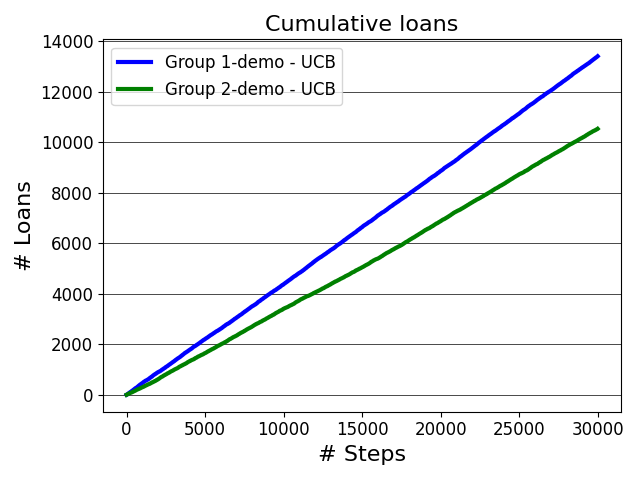 Cumulative loans
Group 1-demo - UCB
Group 2-demo - UCB
# Loans
14000
12000
10000
8000
6000
4000
2000
0
0 5000 10000 15000 20000 25000 30000
# Steps